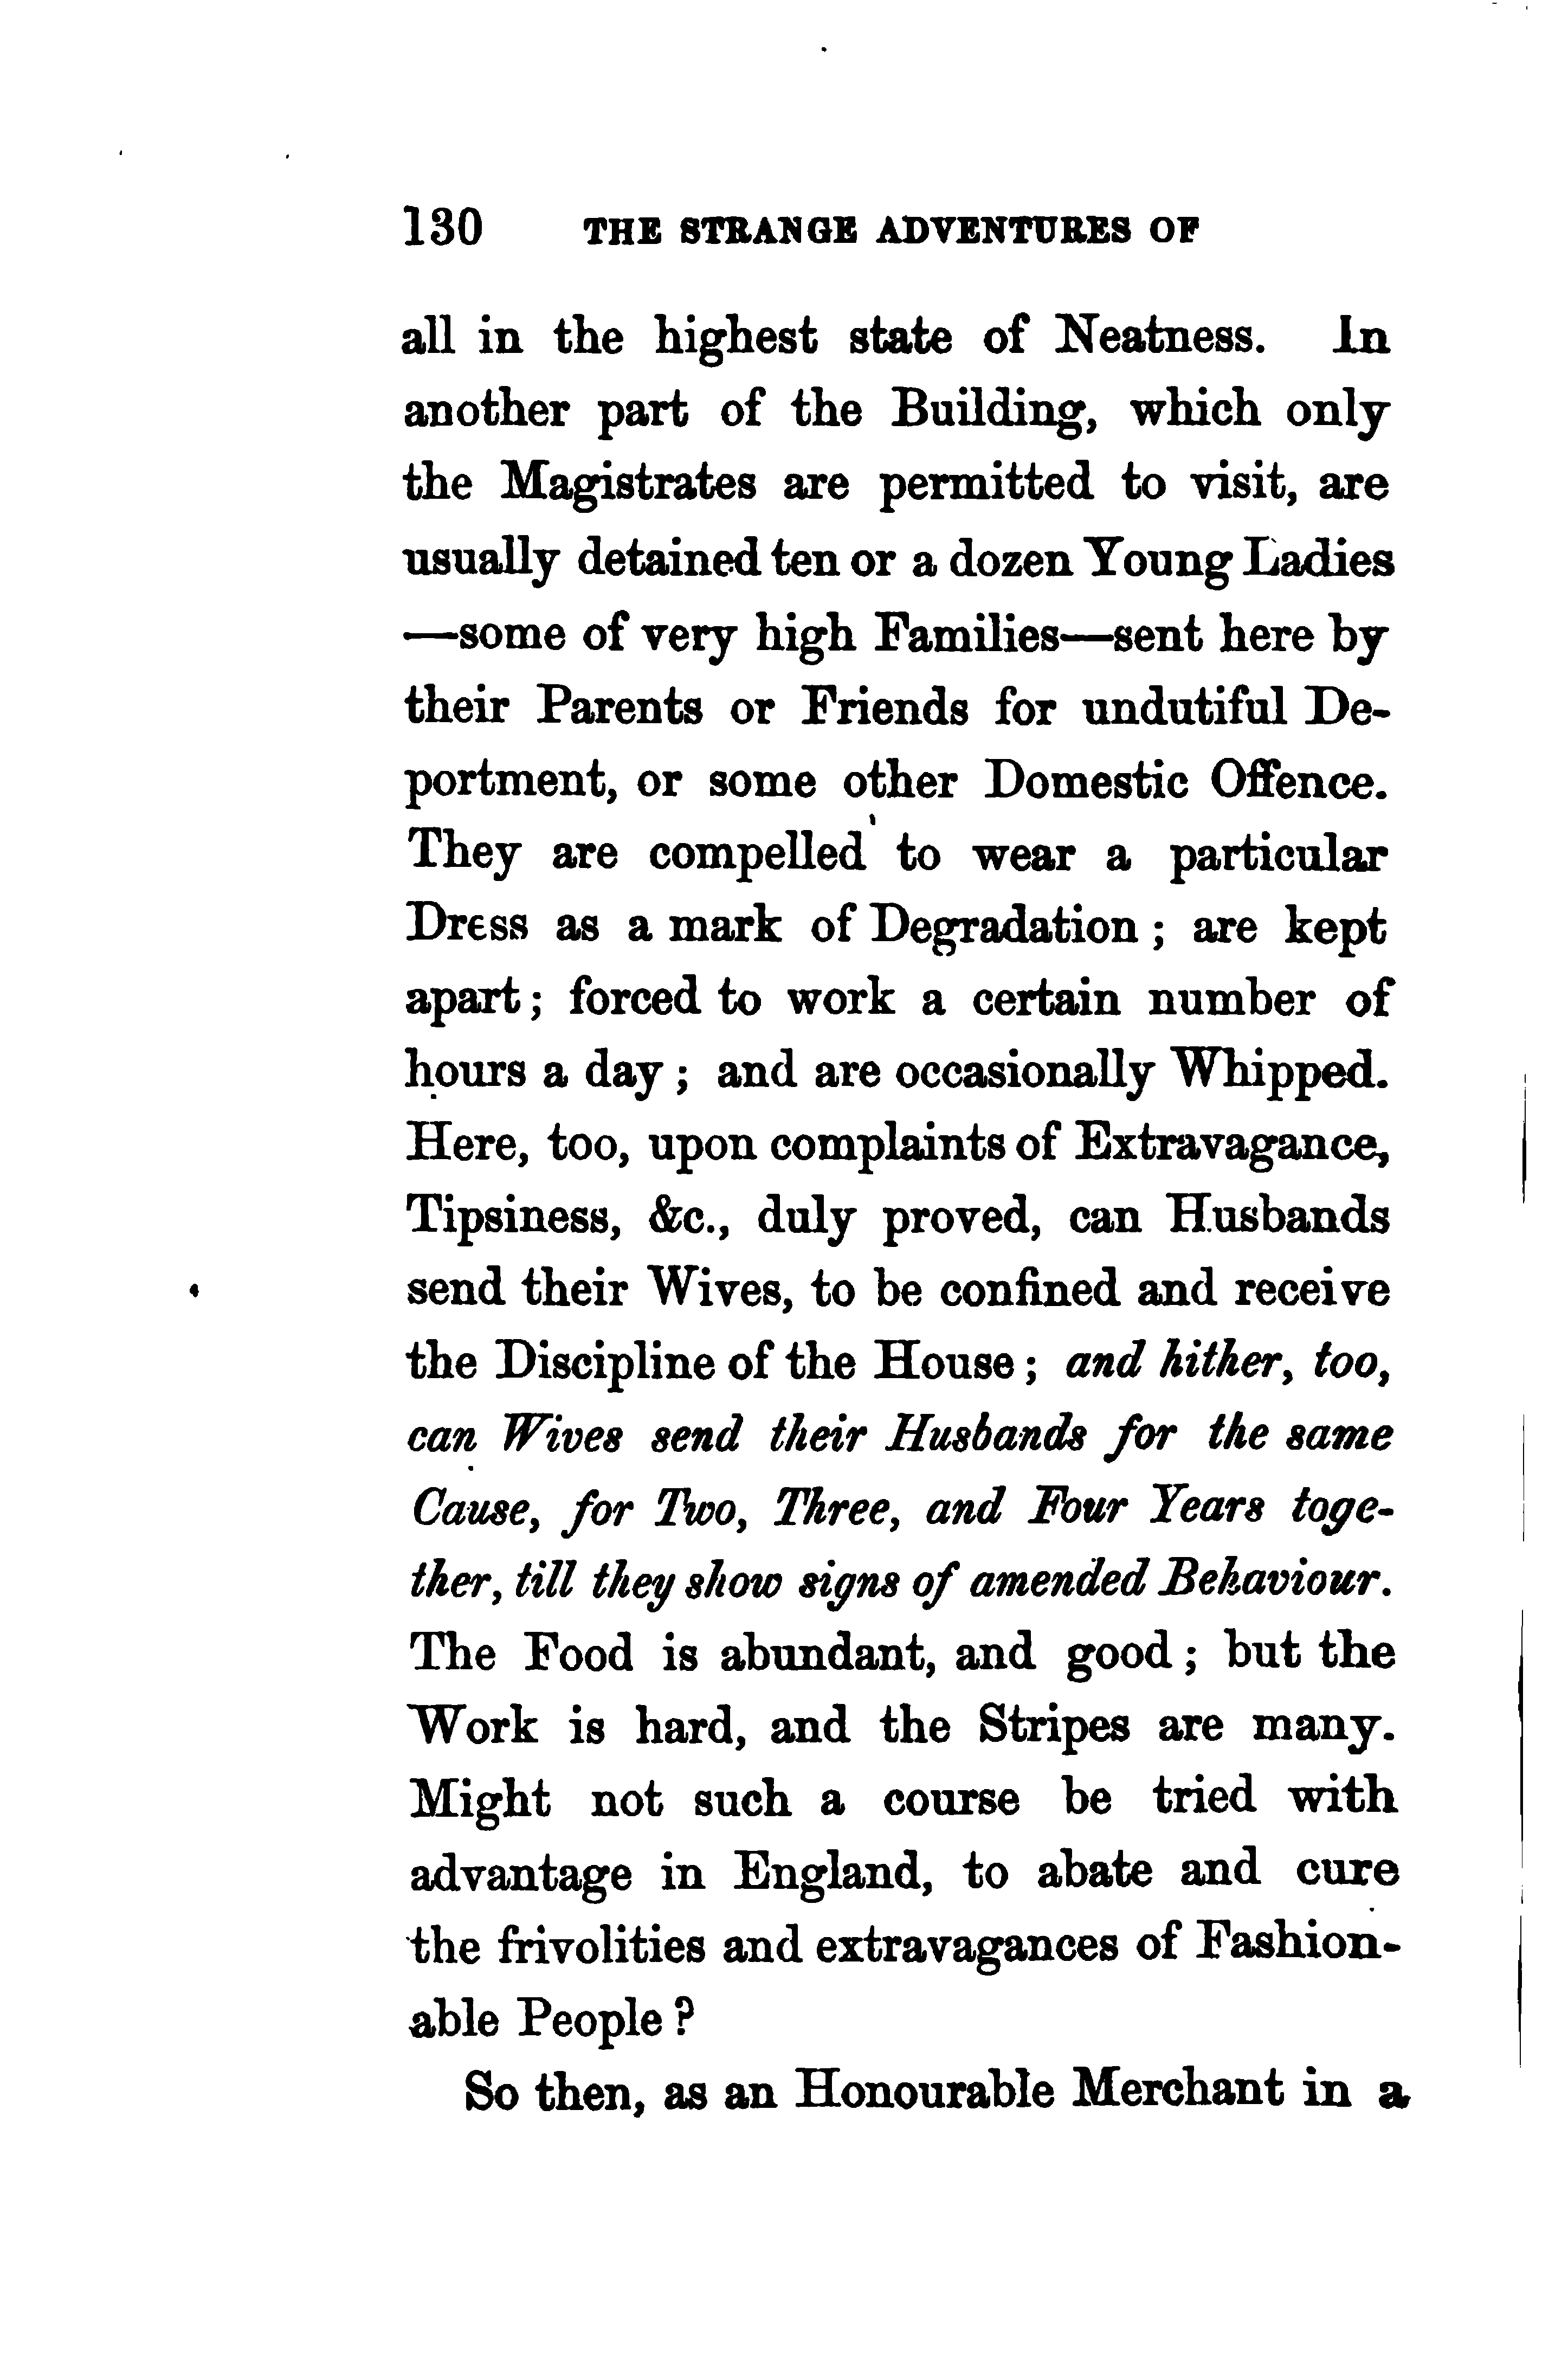 130 THE STRANGE ADVENTURES OF
all in the highest state of Neatness. In
another part of the Building, which only
the Magistrates are permitted to visit, are
usually detained ten or a dozen Young Ladies
—some of very high Families—sent here by
their Parents or Friends for undutiful De-
portment, or some other Domestic Offence.
They are compelled to wear a particular
Dress as a mark of Degradation; are kept
apart; forced to work a certain number of
hours a day; and are occasionally Whipped.
Here, too, upon complaints of Extravagance,
Tipsiness, &c., duly proved, can Husbands
send their Wives, to be confined and receive
the Discipline of the House; and hither, too,
can Wives send their Husbands for the same
Cause, for Two, Three, and Four Years toge-
ther, till they show signs of amended Behaviour.
The Food is abundant, and good; but the
Work is hard, and the Stripes are many.
Might not such a course be tried with
advantage in England, to abate and cure
the frivolities and extravagances of Fashion-
able People?
So then, as an Honourable Merchant in a